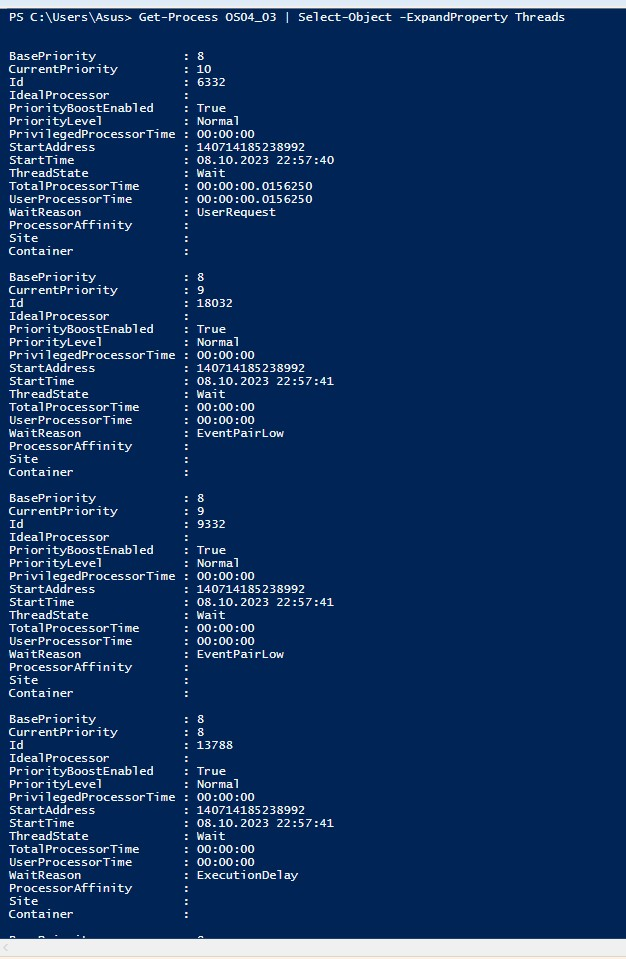 PS C:\Users\Asus> Get-Process OS04_03 | Select-Object -ExpandProperty Threads
BasePriority : 8
CurrentPriority : 10
Id : 6332
IdealProcessor :
PriorityBoostEnabled : True
PriorityLevel : Normal
PrivilegedProcessorTime : 00:00:00
StartAddress : 140714185238992
StartTime : 08.10.2023 22:57:40
ThreadState : Wait
TotalProcessorTime : 00:00:00.0156250
UserProcessorTime : 00:00:00.0156250
WaitReason : UserRequest
ProcessorAffinity :
Site :
Container :
BasePriority : 8
CurrentPriority : 9
Id : 18032
IdealProcessor :
PriorityBoostEnabled : True
PriorityLevel : Normal
PrivilegedProcessorTime : 00:00:00
StartAddress : 140714185238992
StartTime : 08.10.2023 22:57:41
ThreadState : Wait
TotalProcessorTime : 00:00:00
UserProcessorTime : 00:00:00
WaitReason : EventPairLow
ProcessorAffinity :
Site :
Container :
BasePriority : 8
CurrentPriority : 9
Id : 9332
IdealProcessor :
PriorityBoostEnabled : True
PriorityLevel : Normal
PrivilegedProcessorTime : 00:00:00
StartAddress : 140714185238992
StartTime : 08.10.2023 22:57:41
ThreadState : Wait
TotalProcessorTime : 00:00:00
UserProcessorTime : 00:00:00
WaitReason : EventPairLow
ProcessorAffinity :
Site :
Container :
BasePriority : 8
CurrentPriority : 8
Id : 13788
IdealProcessor :
PriorityBoostEnabled : True
PriorityLevel : Normal
PrivilegedProcessorTime : 00:00:00
StartAddress : 140714185238992
StartTime : 08.10.2023 22:57:41
ThreadState : Wait
TotalProcessorTime : 00:00:00
UserProcessorTime : 00:00:00
WaitReason : ExecutionDelay
ProcessorAffinity :
Site :
Container :